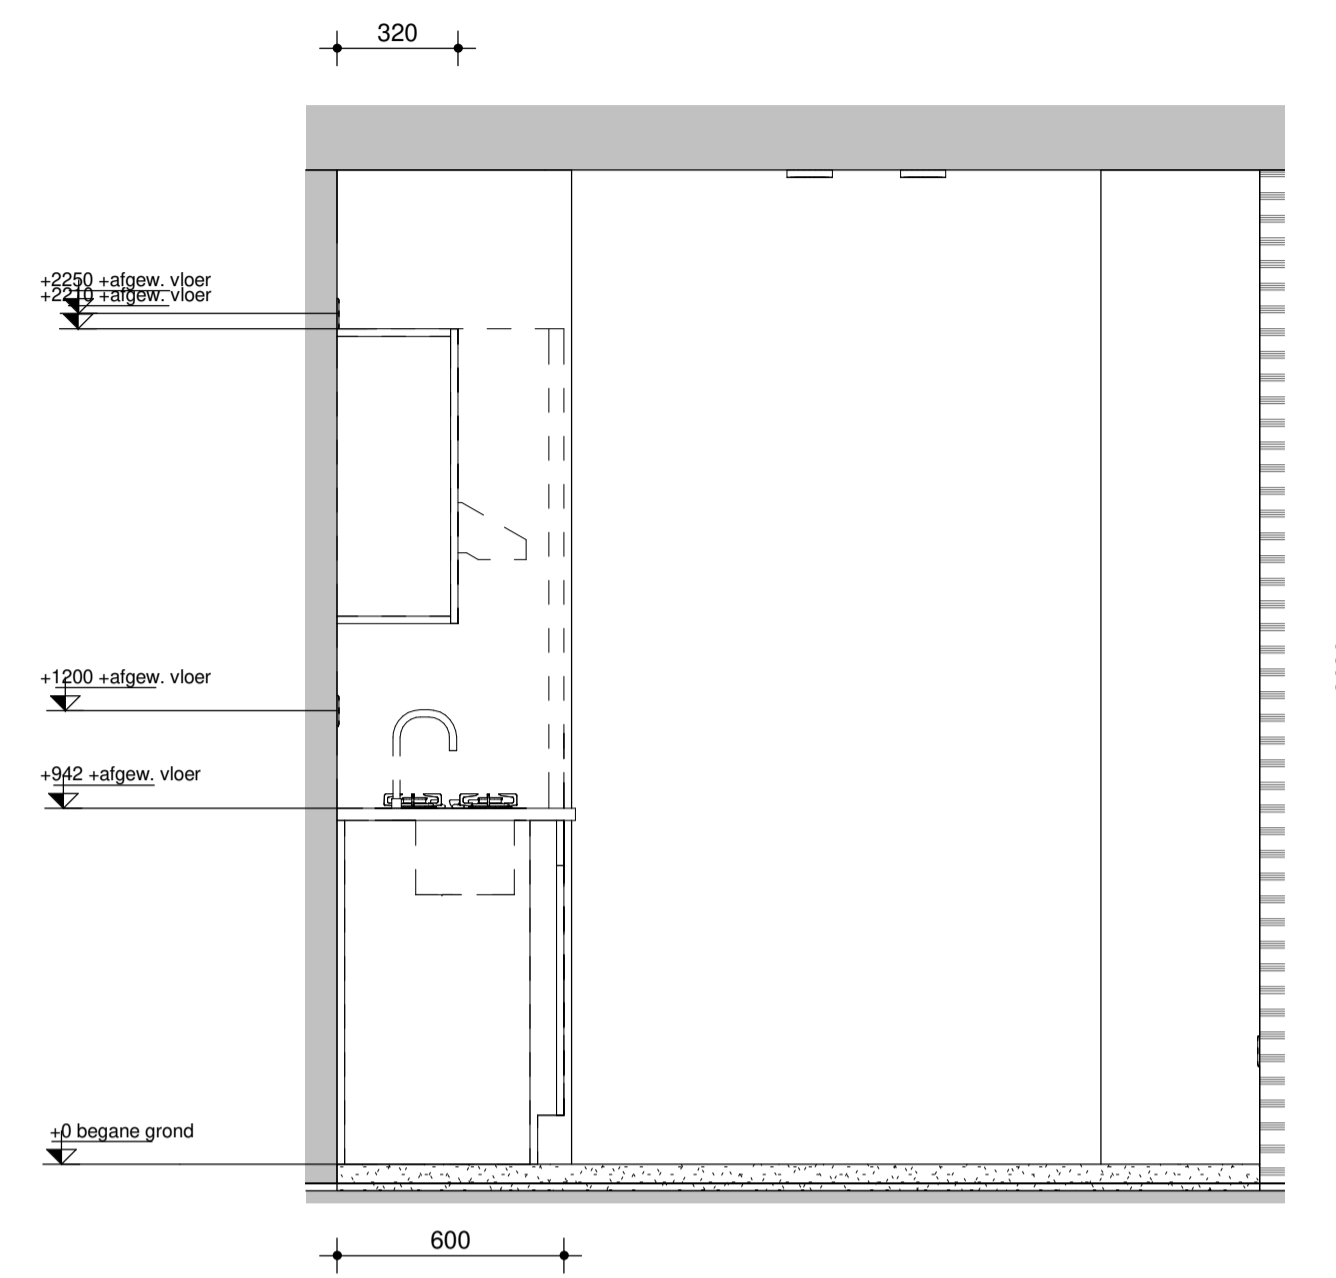 320
+2250 +afgew. vloer
+2210 +afgew. vloer
+1200 +afgew. vloer
+942 +afgew. vloer
+0 begane grond
600